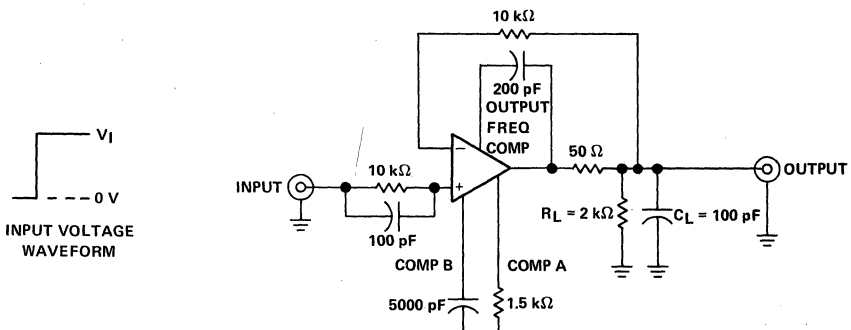 10 kΩ
200 pF
OUTPUT
FREQ
COMP
50 Ω
OUTPUT
10 kΩ
INPUT
−
+
100 pF
R_L = 2 kΩ
C_L = 100 pF
COMP B
COMP A
5000 pF
1.5 kΩ
V_I
0 V
INPUT VOLTAGE
WAVEFORM